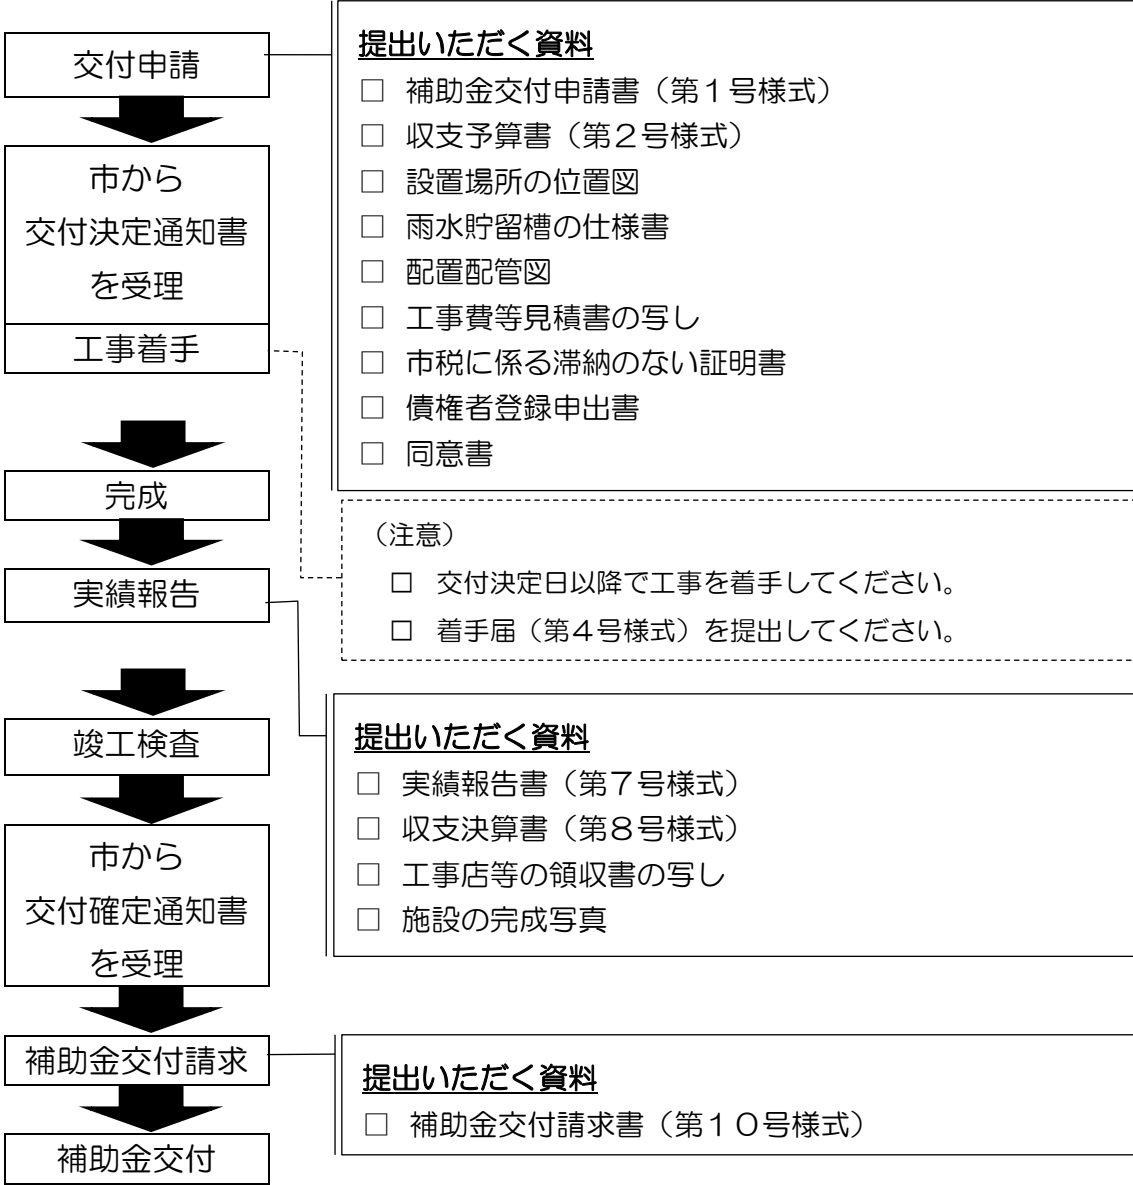 交付申請
提出いただく資料
□ 補助金交付申請書（第１号様式）
□ 収支予算書（第２号様式）
□ 設置場所の位置図
□ 雨水貯留槽の仕様書
□ 配置配管図
□ 工事費等見積書の写し
□ 市税に係る滞納のない証明書
□ 債権者登録申出書
□ 同意書
市から
交付決定通知書
を受理
工事着手
（注意）
□ 交付決定日以降で工事を着手してください。
□ 着手届（第４号様式）を提出してください。
完成
実績報告
提出いただく資料
□ 実績報告書（第７号様式）
□ 収支決算書（第８号様式）
□ 工事店等の領収書の写し
□ 施設の完成写真
竣工検査
市から
交付確定通知書
を受理
補助金交付請求
提出いただく資料
□ 補助金交付請求書（第１０号様式）
補助金交付